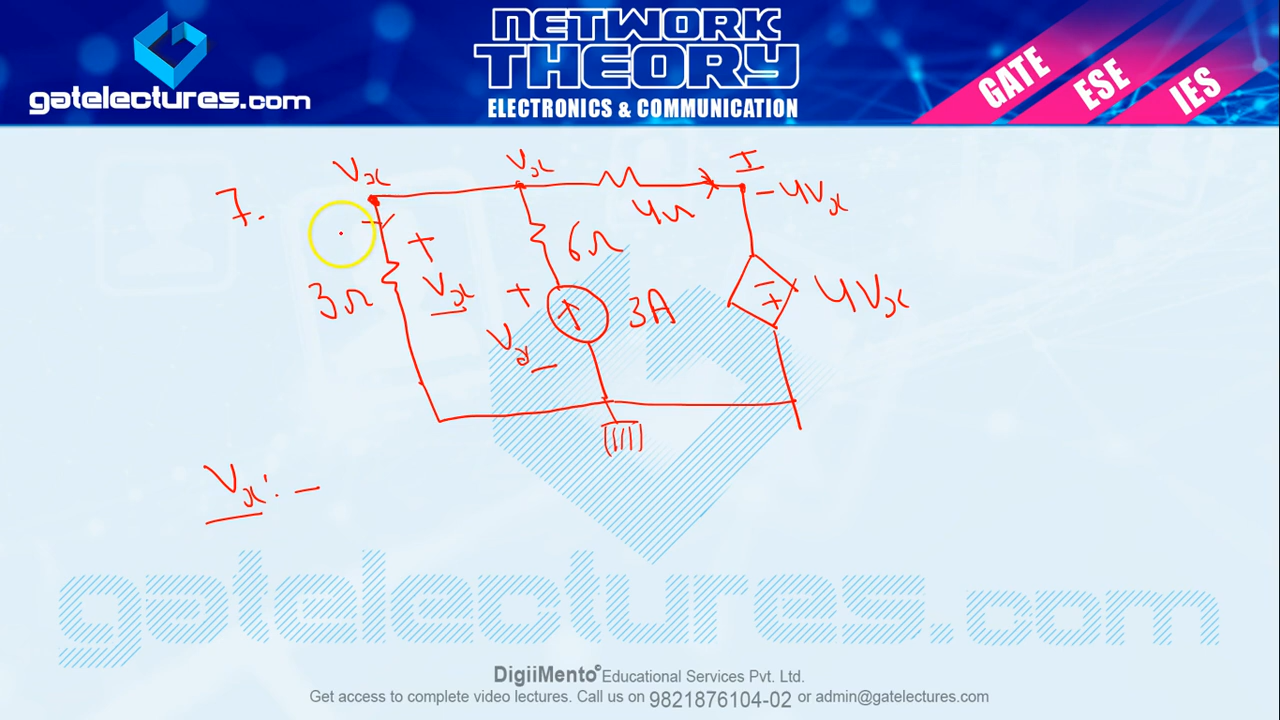 gatelectures.com
NETWORK
THEORY
ELECTRONICS & COMMUNICATION
GATE
ESE
IES
7.
Vx
Vx
I
4Ω
-4Vx
+
6Ω
3Ω
Vx
+
3A
- +
4Vx
V
-
Vx: -
gatelectures.com
DigiiMento© Educational Services Pvt. Ltd.
Get access to complete video lectures. Call us on 9821876104-02 or admin@gatelectures.com